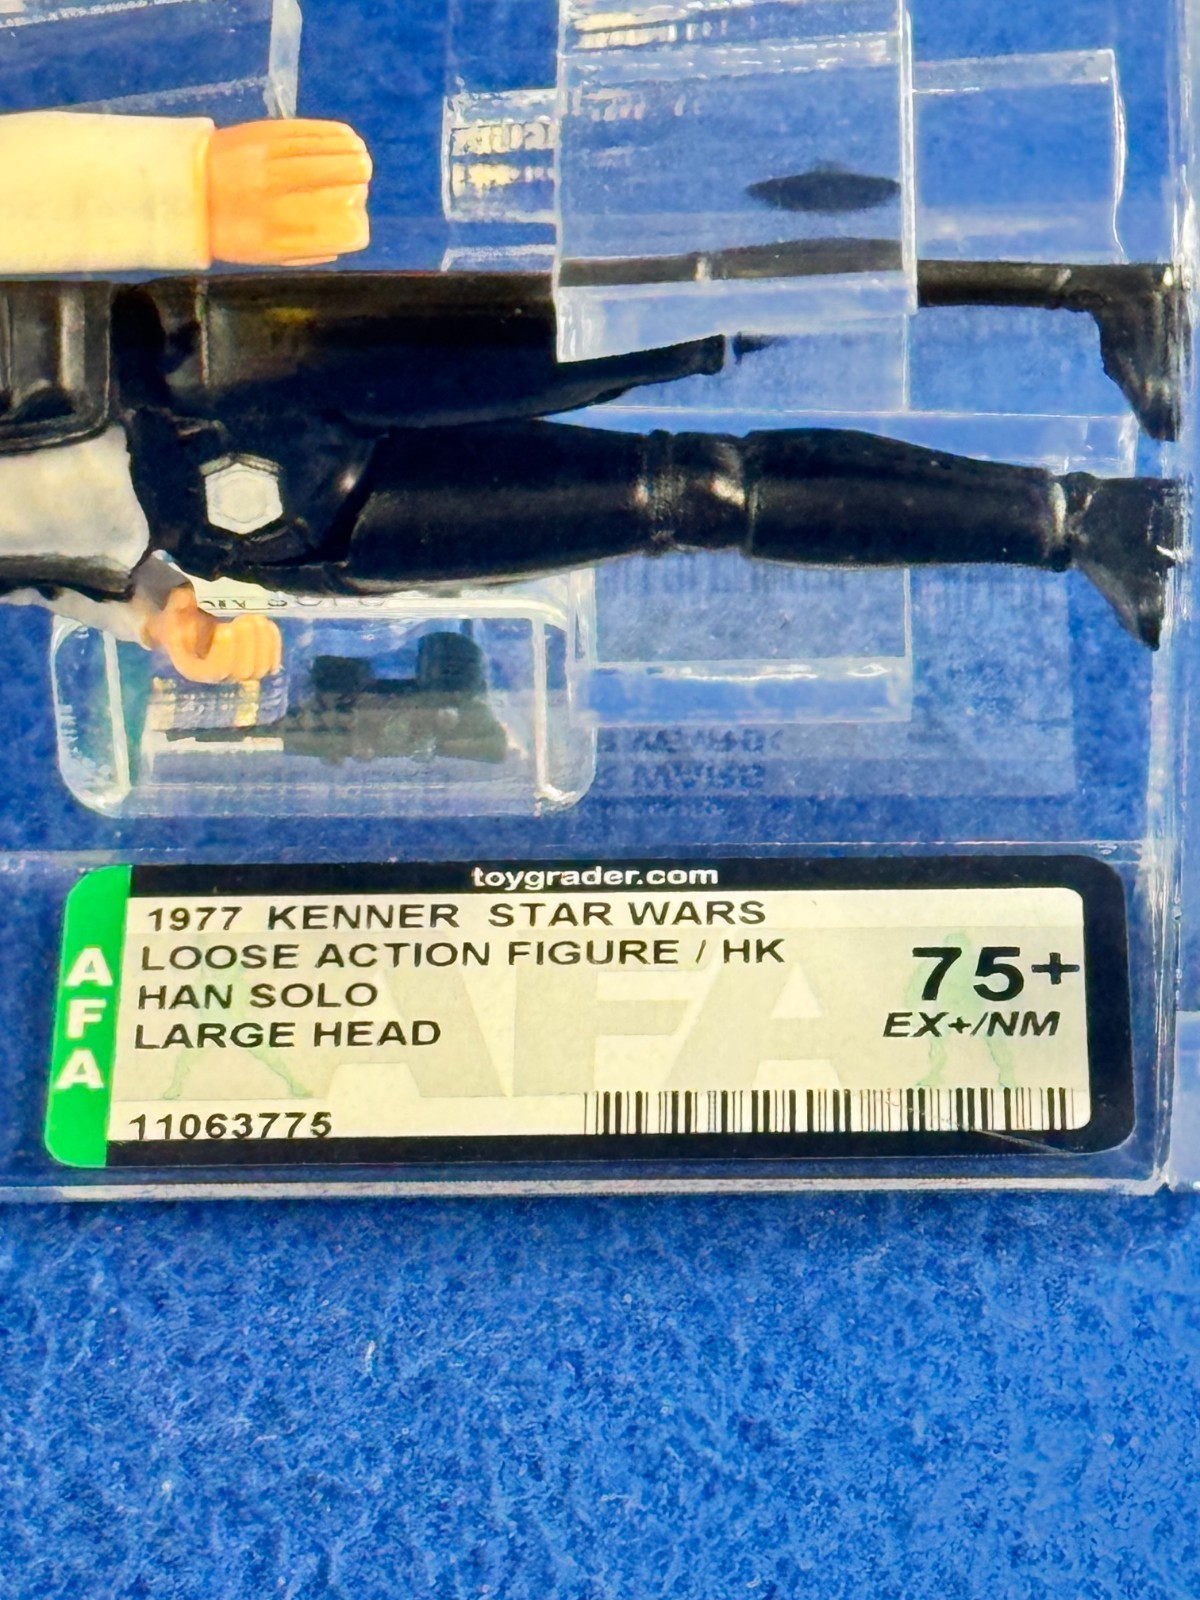 toygrader.com
1977 KENNER STAR WARS
LOOSE ACTION FIGURE / HK
HAN SOLO
LARGE HEAD
75+
EX+/NM
11063775
AFA
AFA